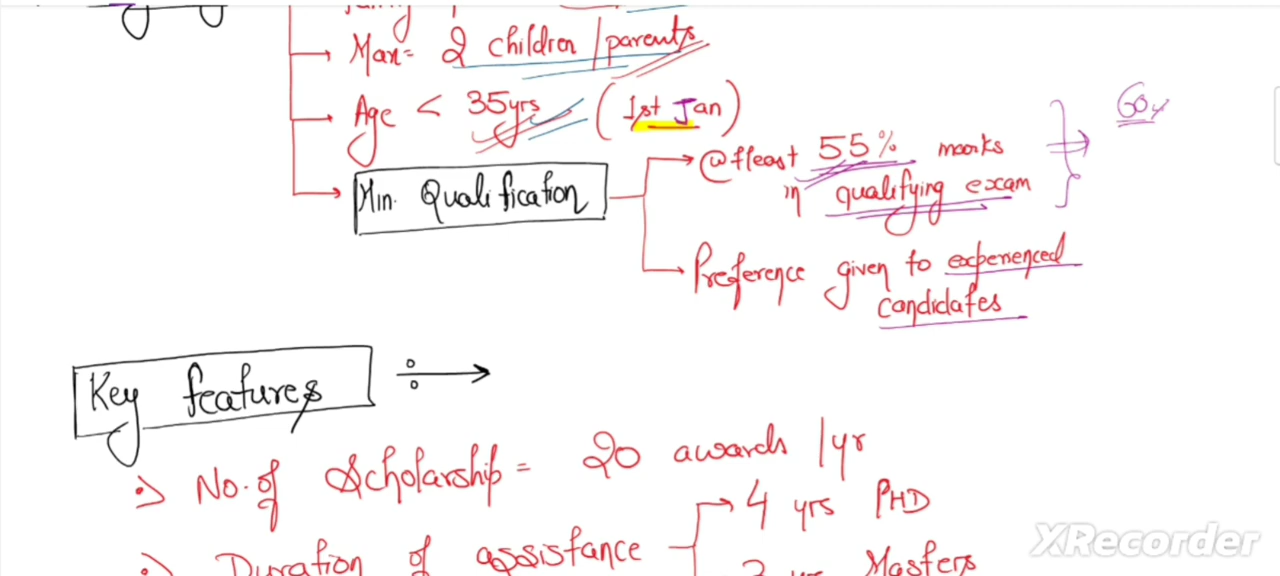 Max= 2 children / parents
Age < 35yrs (1st Jan)
60%
@tleast 55% marks
in qualifying exam
Min. Qualification
Preference given to experienced
candidates
Key features ÷ →
No. of Scholarship = 20 awards / yr
4 yrs PHD
Duration of assistance
Masters
XRecorder